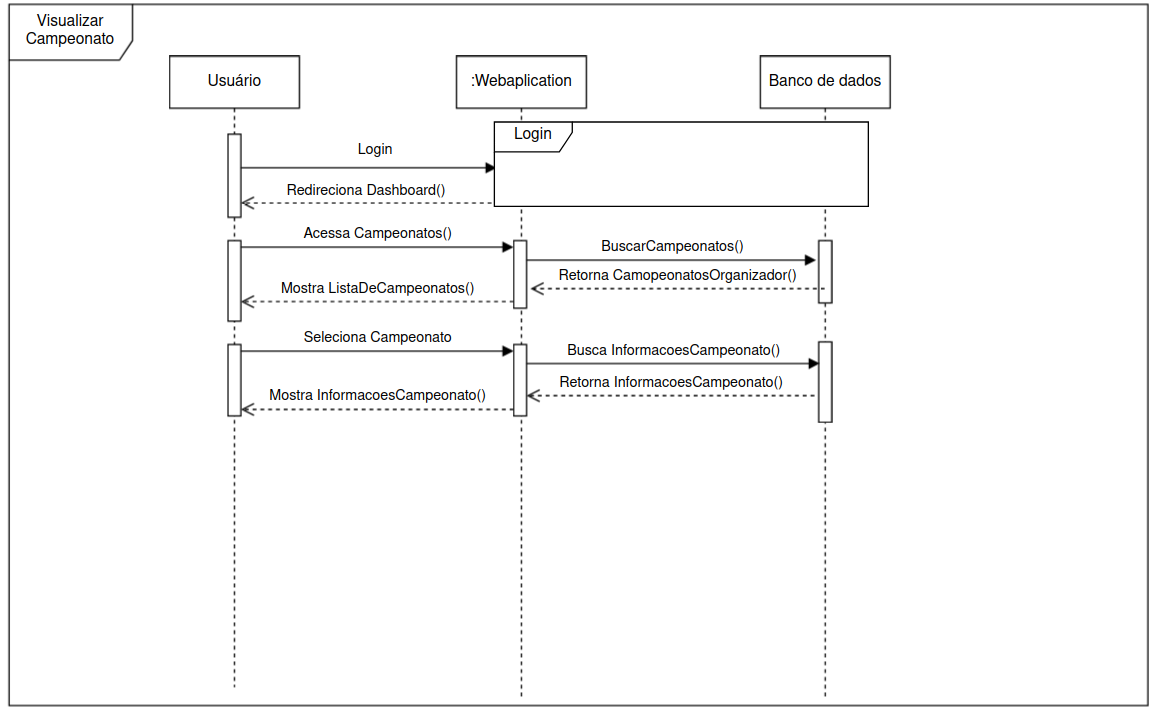 Visualizar
Campeonato
Usuário
:Webaplication
Banco de dados
Login
Login
Redireciona Dashboard()
Acessa Campeonatos()
BuscarCampeonatos()
Retorna CamopeonatosOrganizador()
Mostra ListaDeCampeonatos()
Seleciona Campeonato
Busca InformacoesCampeonato()
Retorna InformacoesCampeonato()
Mostra InformacoesCampeonato()